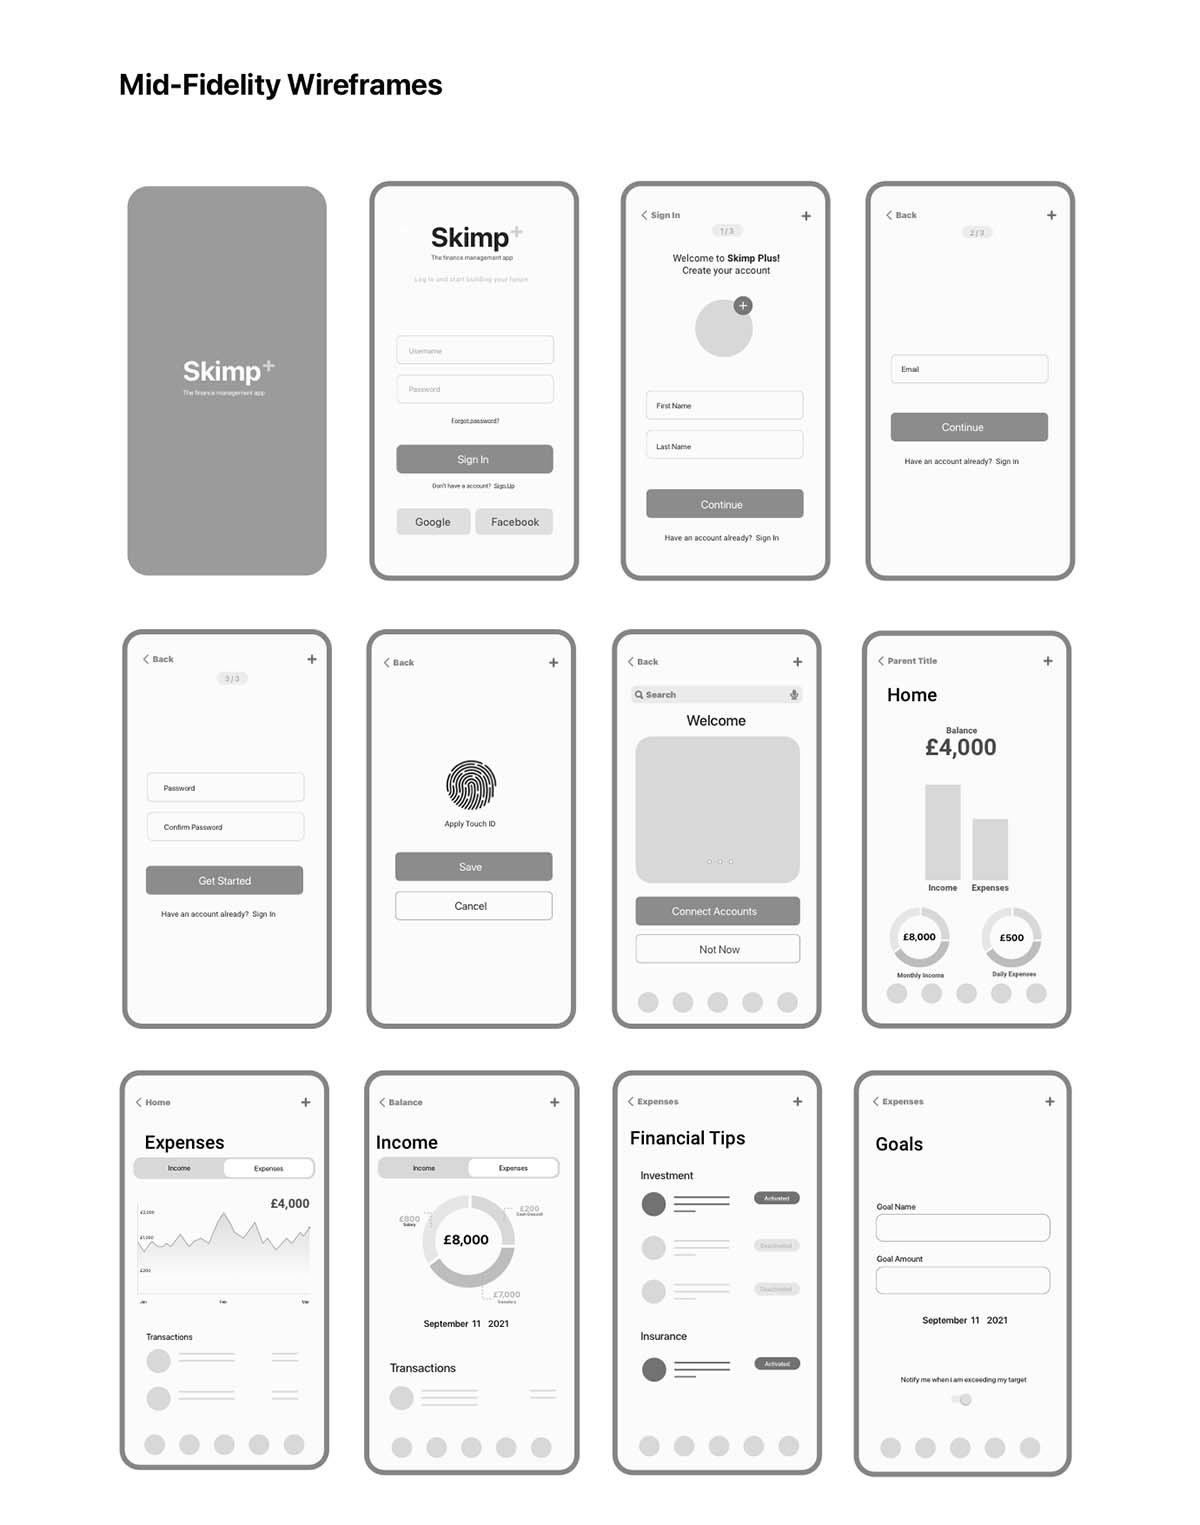 Mid-Fidelity Wireframes
Skimp+
The finance management app
Skimp+
The finance management app
Log in and start building your future
Username
Password
Forgot password?
Sign In
Don't have a account? Sign Up
Google Facebook
Sign In
1/3
Welcome to Skimp Plus!
Create your account
First Name
Last Name
Continue
Have an account already? Sign In
Back
2/3
Email
Continue
Have an account already? Sign in
Back
3/3
Password
Confirm Password
Get Started
Have an account already? Sign In
Back
Apply Touch ID
Save
Cancel
Back
Search
Welcome
Connect Accounts
Not Now
Parent Title
Home
Balance
£4,000
Income Expenses
£8,000 £500
Monthly Income Daily Expenses
Home
Expenses
Income Expenses
£4,000
£3,000
£1,000
£200
Jan Feb Mar
Transactions
Balance
Income
Income Expenses
£800
Salary
£200
Cash Deposit
£8,000
£7,000
Transfers
September 11 2021
Transactions
Expenses
Financial Tips
Investment
Activated
Deactivated
Deactivated
Insurance
Activated
Expenses
Goals
Goal Name
Goal Amount
September 11 2021
Notify me when i am exceeding my target